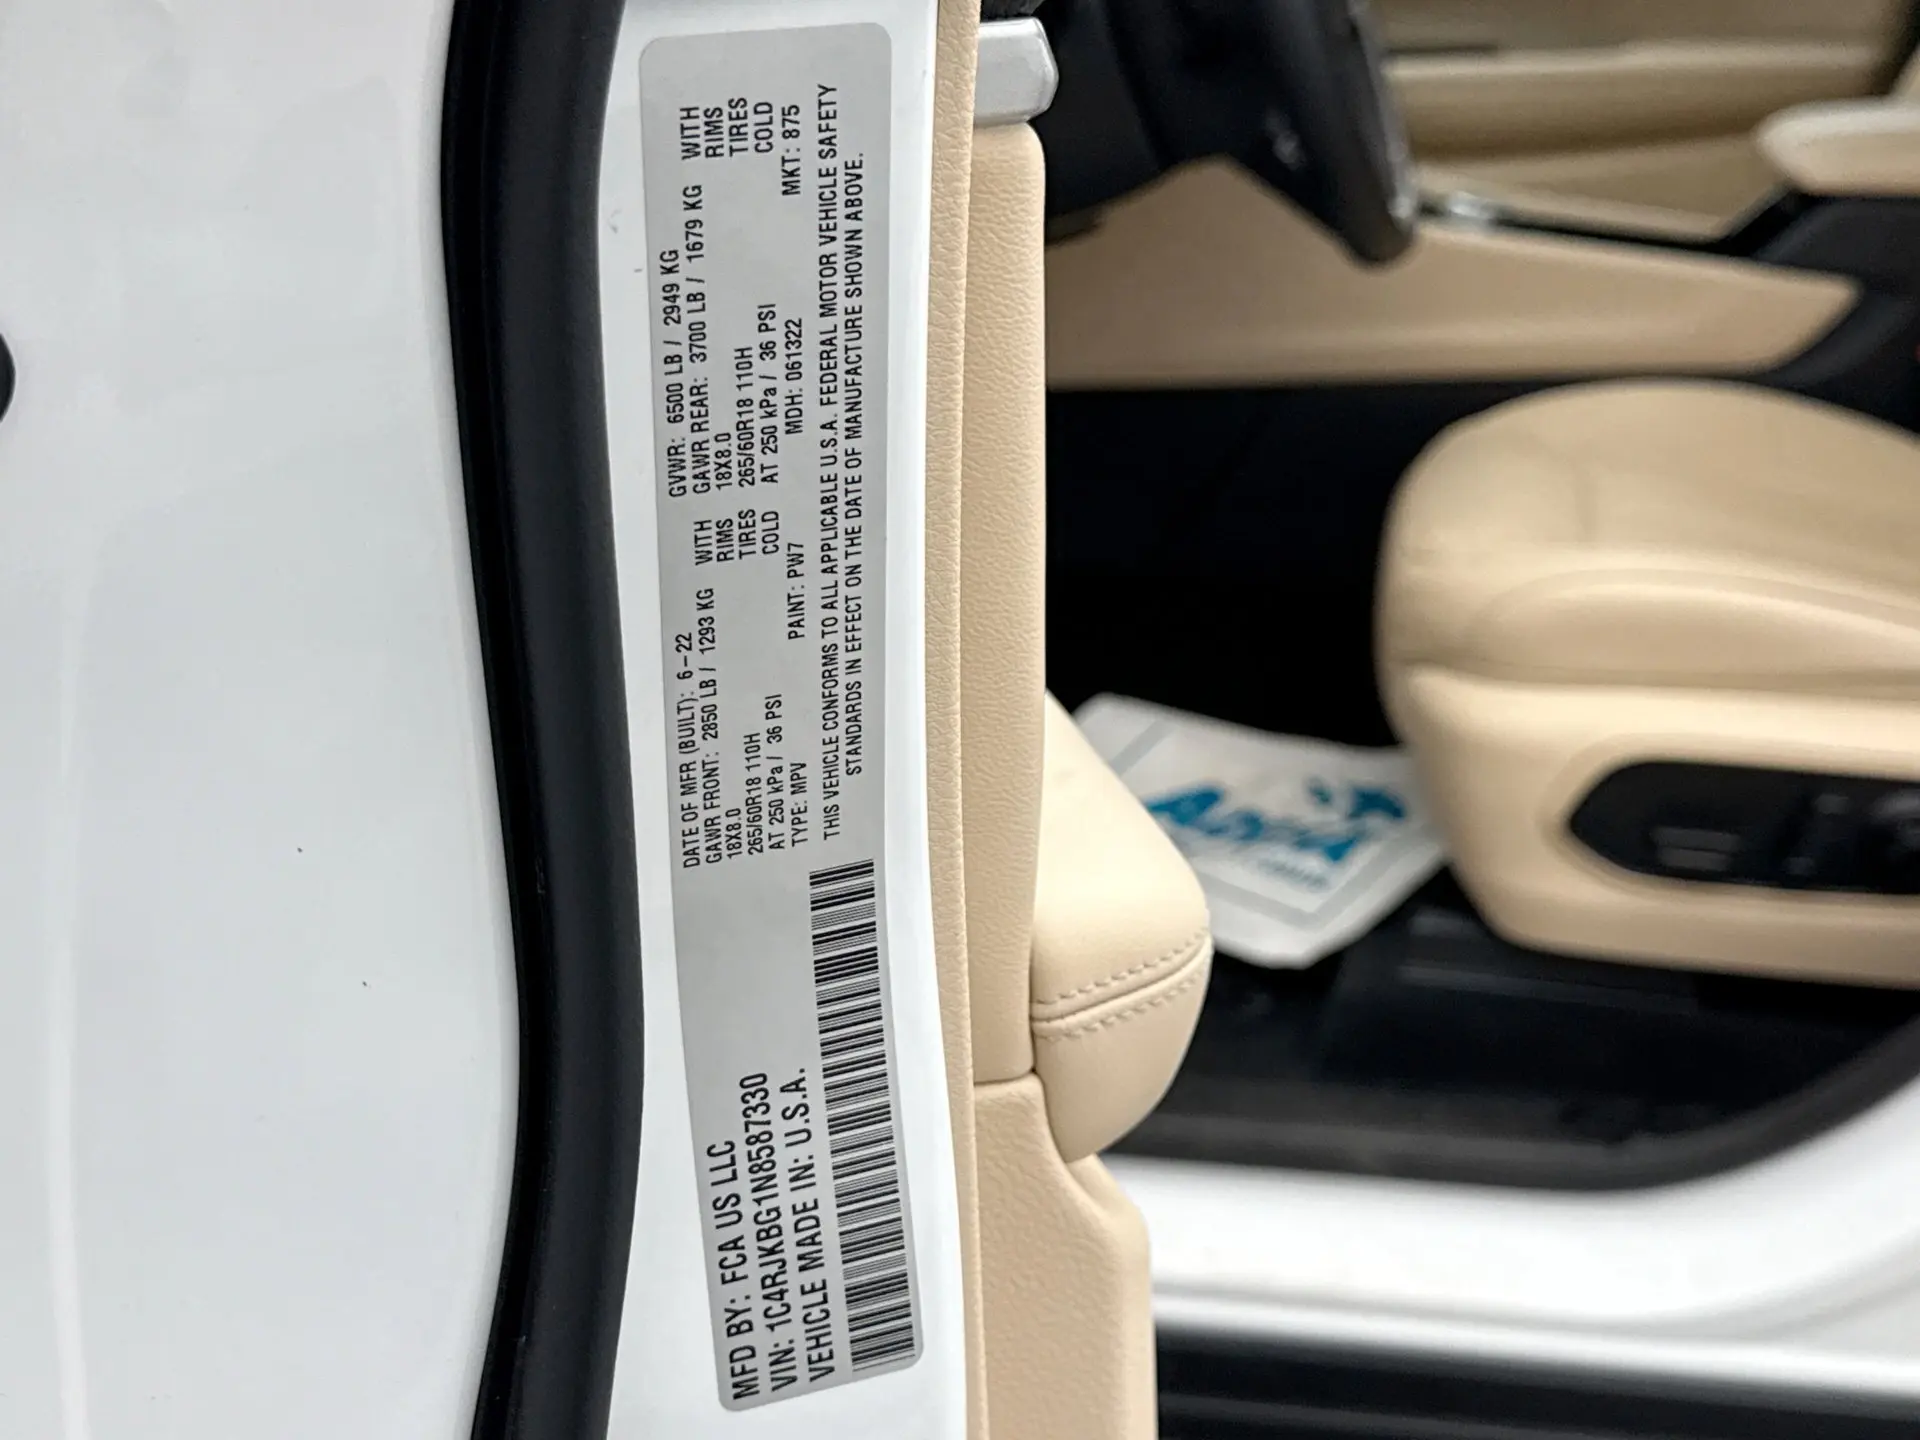 MFD BY: FCA US LLC
VIN: 1C4RJKBG1N8587330
VEHICLE MADE IN: U.S.A.
DATE OF MFR (BUILT): 6-22 GVWR: 6500 LB / 2949 KG
GAWR FRONT: 2850 LB / 1293 KG WITH GAWR REAR: 3700 LB / 1679 KG WITH
18X8.0 RIMS 18X8.0 RIMS
265/60R18 110H TIRES 265/60R18 110H TIRES
AT 250 kPa / 36 PSI COLD AT 250 kPa / 36 PSI COLD
TYPE: MPV PAINT: PW7 MDH: 061322 MKT: 875
THIS VEHICLE CONFORMS TO ALL APPLICABLE U.S.A. FEDERAL MOTOR VEHICLE SAFETY
STANDARDS IN EFFECT ON THE DATE OF MANUFACTURE SHOWN ABOVE.